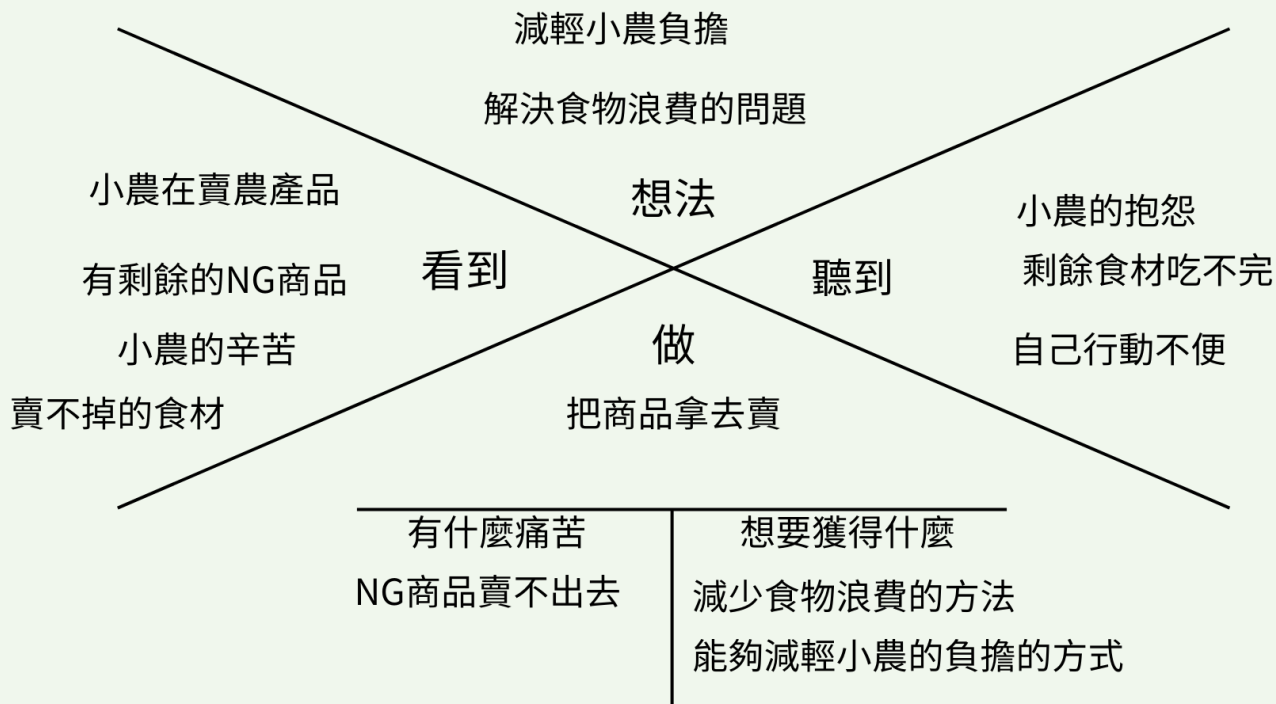 減輕小農負擔
解決食物浪費的問題
想法
小農在賣農產品
有剩餘的NG商品
小農的辛苦
賣不掉的食材
看到
聽到
小農的抱怨
剩餘食材吃不完
自己行動不便
做
把商品拿去賣
有什麼痛苦
NG商品賣不出去
想要獲得什麼
減少食物浪費的方法
能夠減輕小農的負擔的方式